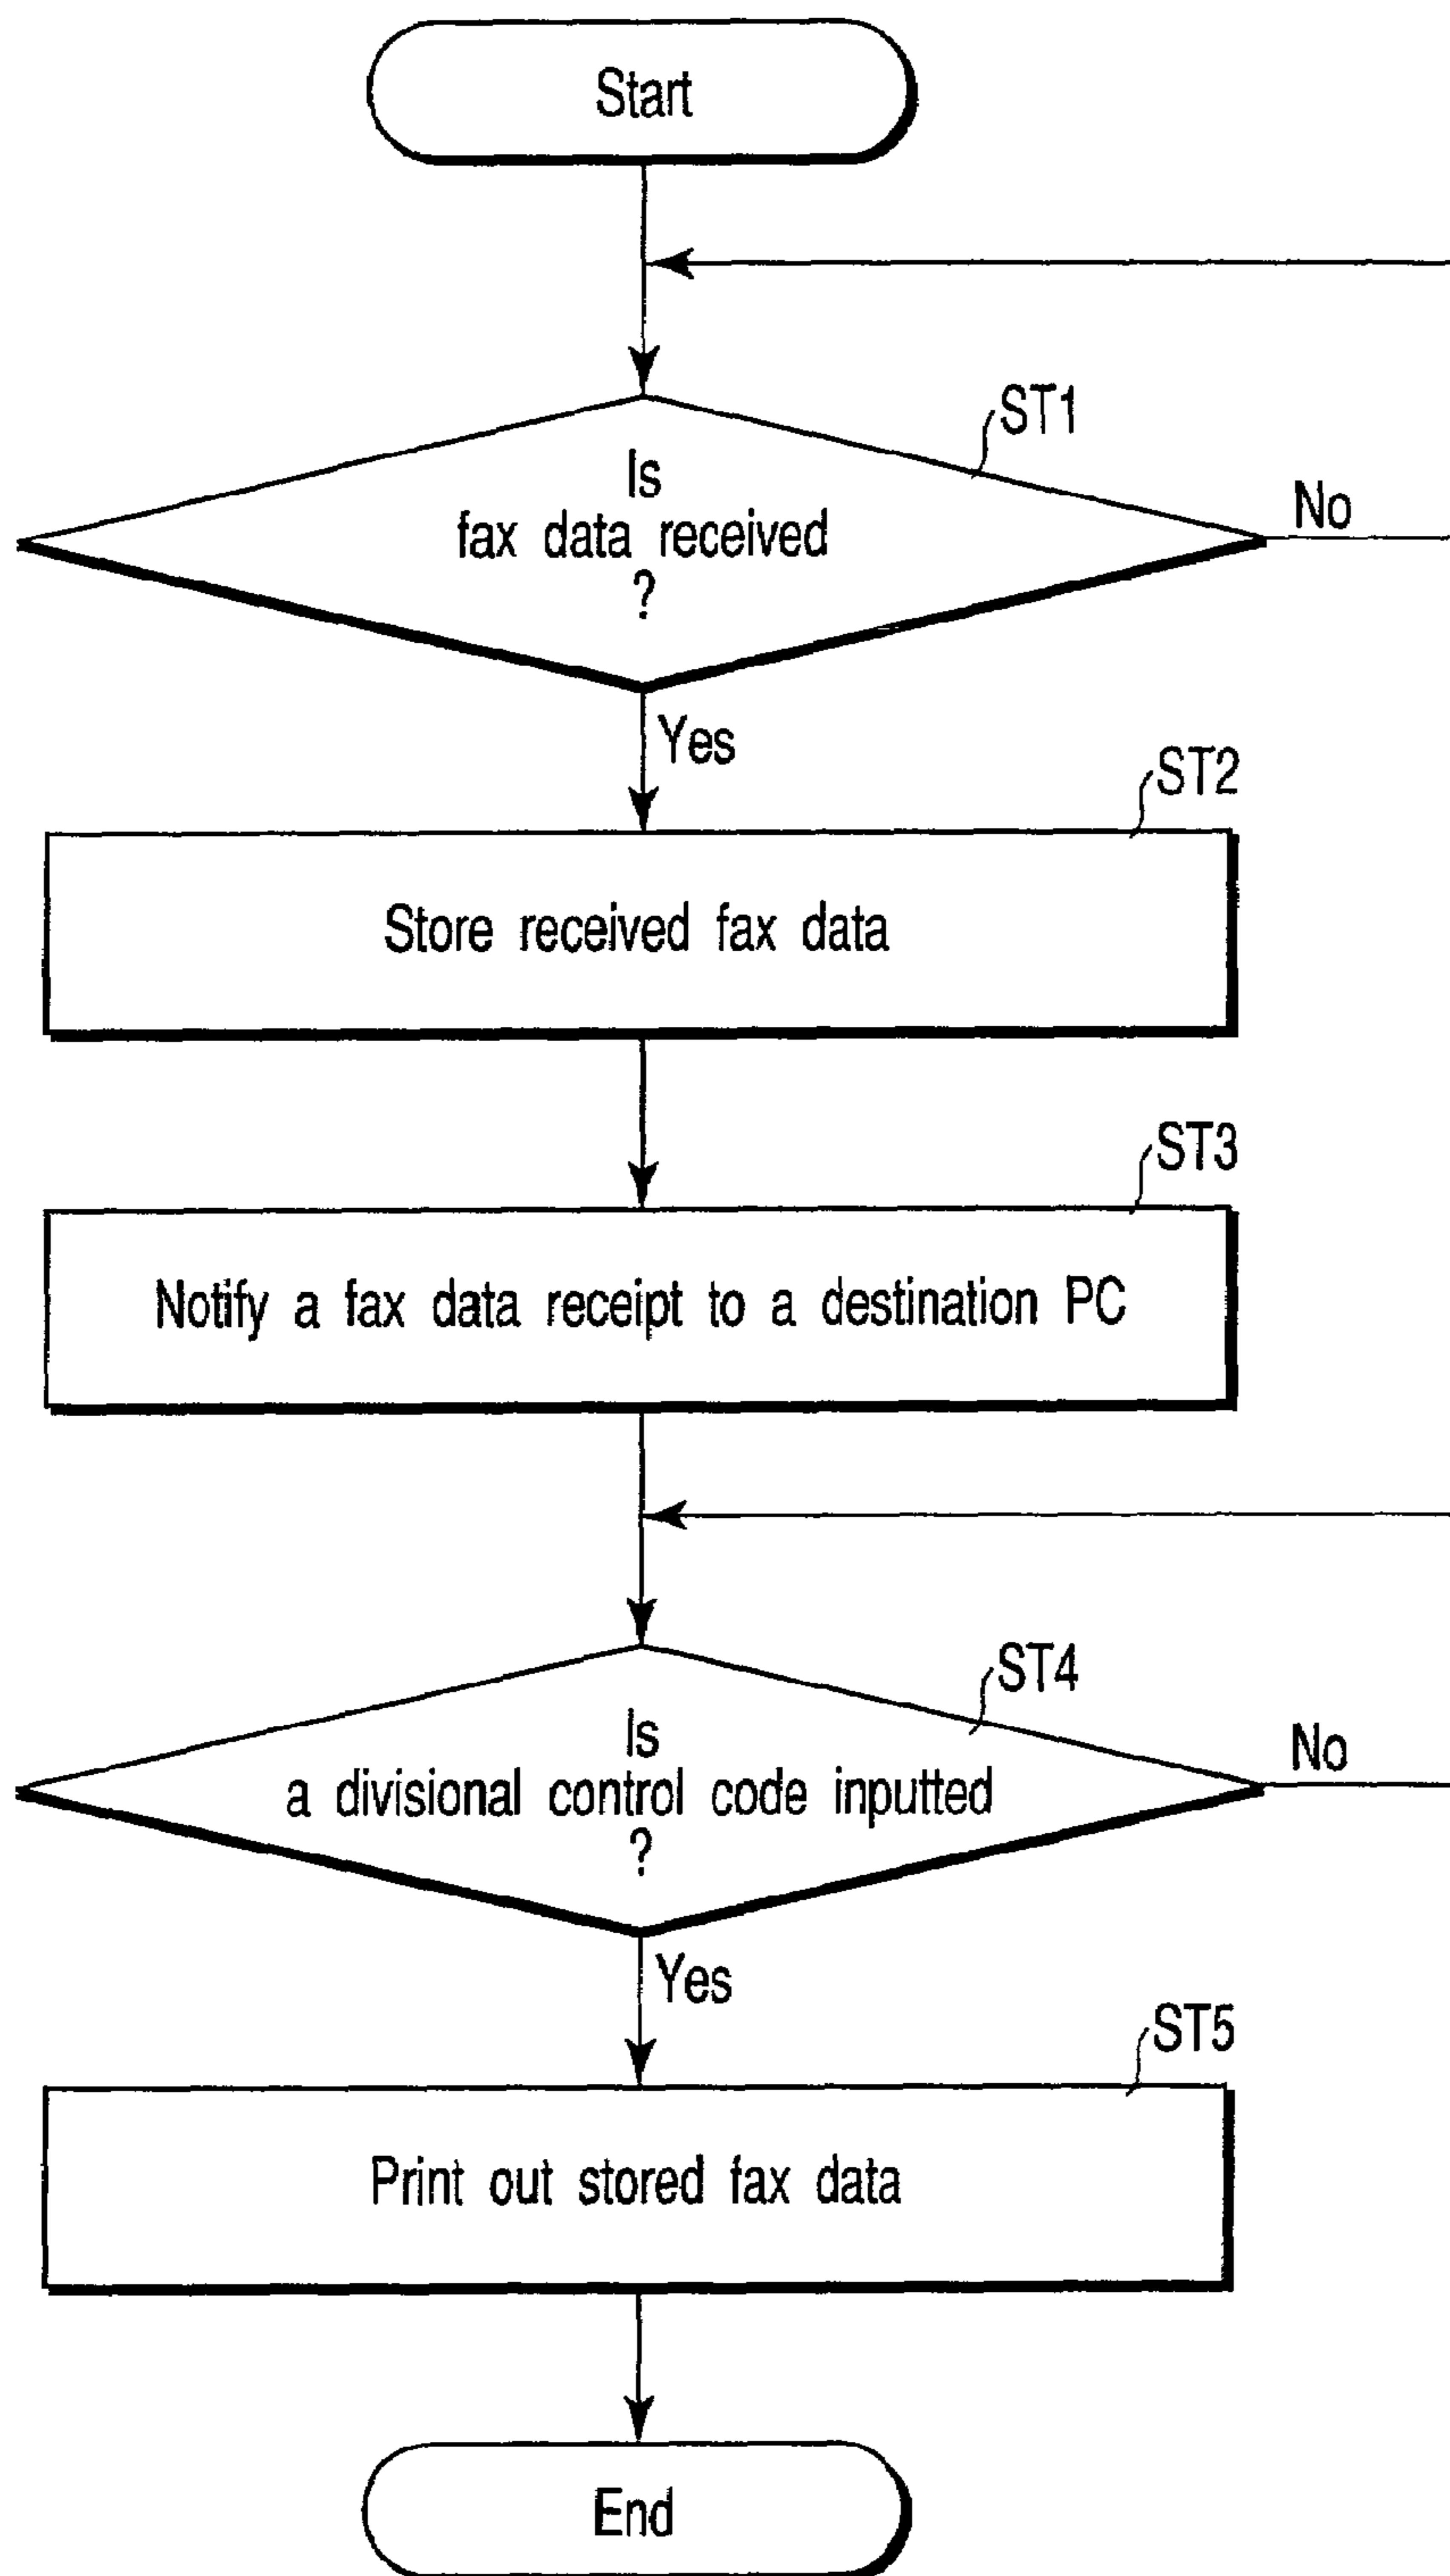 Start
ST1
Is
fax data received
?
No
Yes
ST2
Store received fax data
ST3
Notify a fax data receipt to a destination PC
ST4
Is
a divisional control code inputted
?
No
Yes
ST5
Print out stored fax data
End